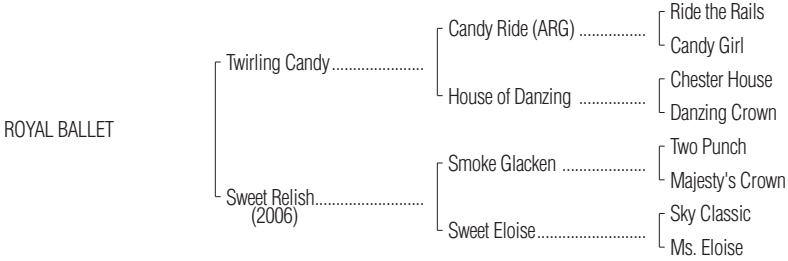 Ride the Rails
Candy Ride (ARG) ................
Candy Girl
Twirling Candy......................
Chester House
House of Danzing ................
Danzing Crown
ROYAL BALLET
Two Punch
Smoke Glacken ....................
Majesty's Crown
Sweet Relish..........................
(2006)
Sky Classic
Sweet Eloise..........................
Ms. Eloise